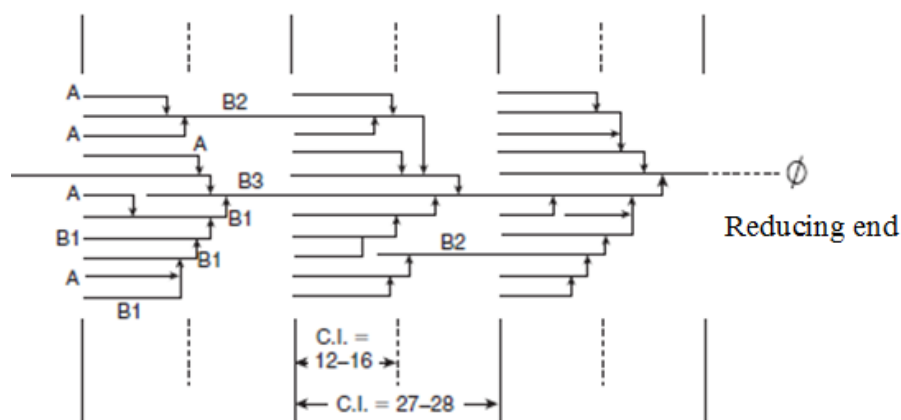 A
B2
A
A
B3
A
B1
B1
B1
A
B1
B2
ϕ
Reducing end
C.I. =
12–16
C.I. = 27–28